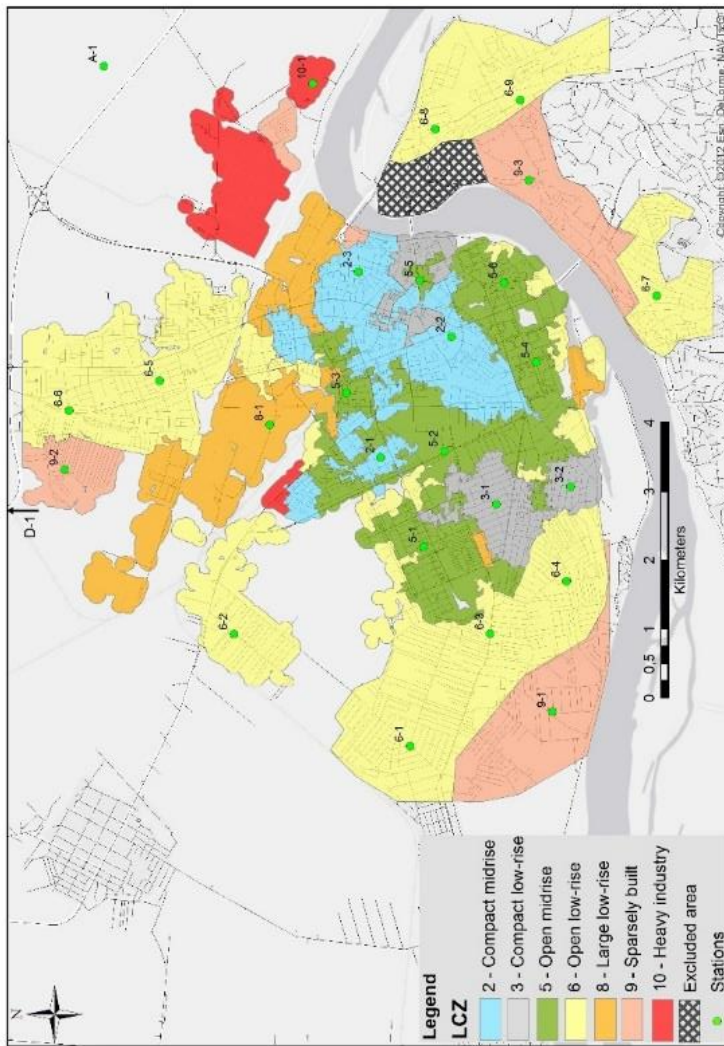 N
D-1
9-2
6-6
A-1
6-5
6-2
8-1
10-1
5-3
2-3
2-1
6-1
5-1
5-5
6-8
5-2
2-2
6-3
3-1
5-6
6-9
5-4
9-3
9-1
6-4
3-2
6-7
0 0,5 1 2 3 4
Kilometers
Legend
LCZ
2 - Compact midrise
3 - Compact low-rise
5 - Open midrise
6 - Open low-rise
8 - Large low-rise
9 - Sparsely built
10 - Heavy industry
Excluded area
Stations
Copyright: ©2012 Esri, DeLorme,